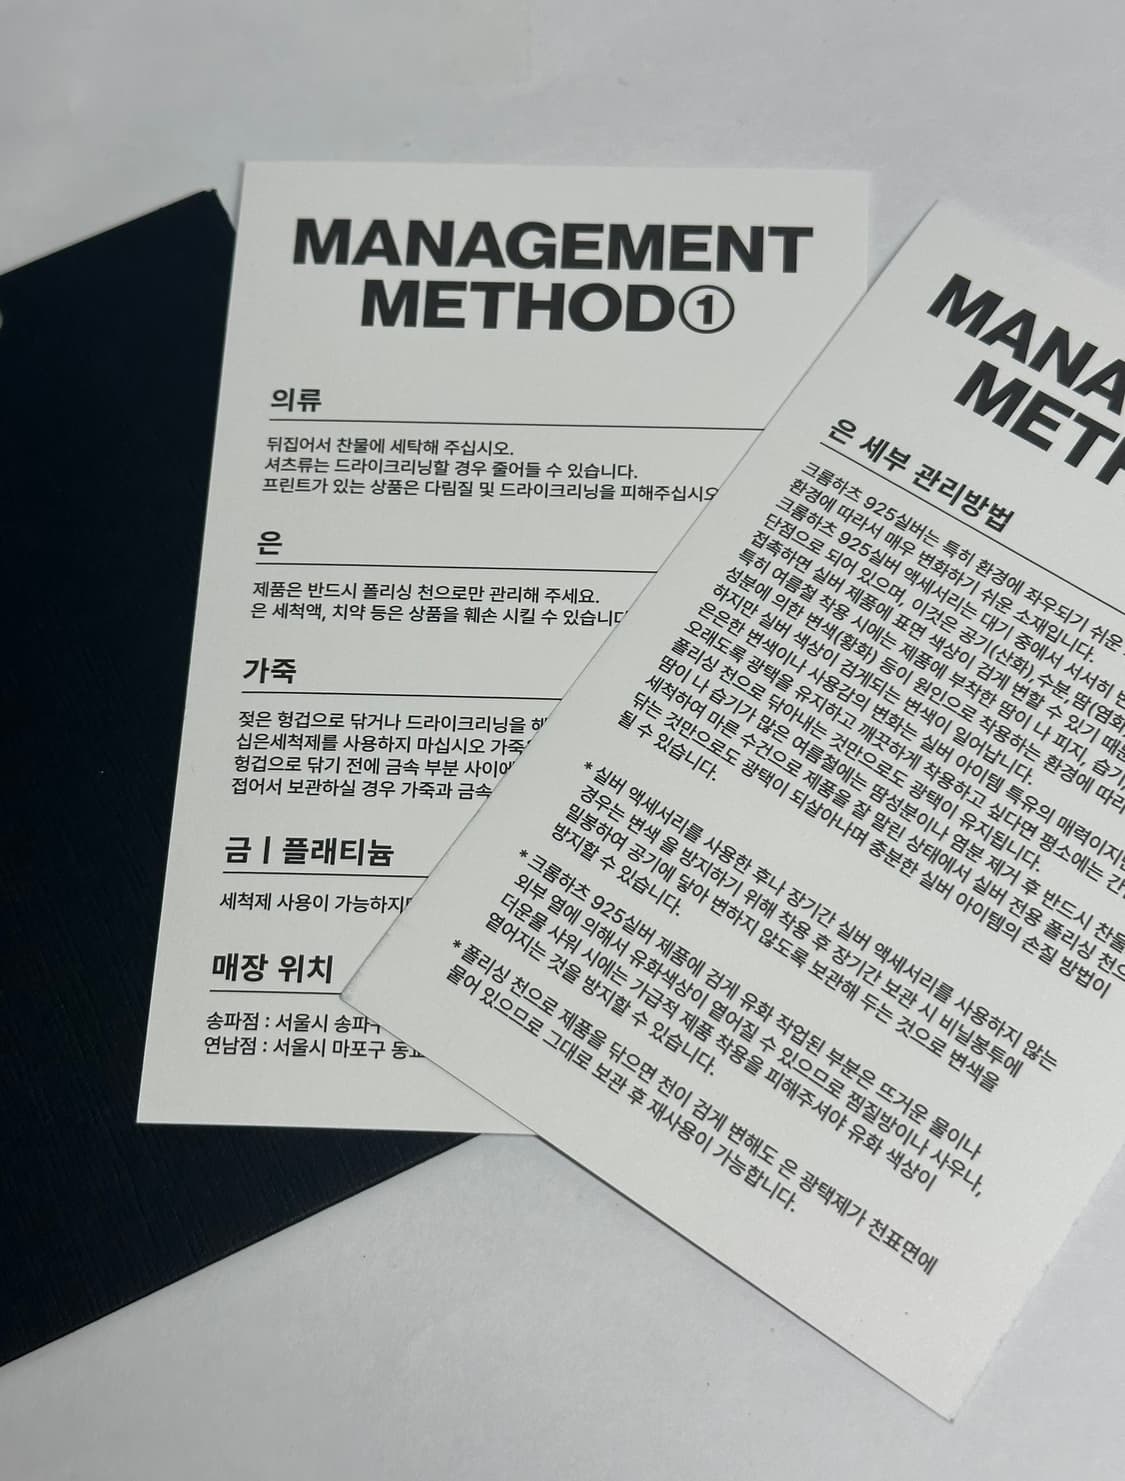 MANAGEMENT
METHOD①
의류
뒤집어서 찬물에 세탁해 주십시오.
셔츠류는 드라이크리닝할 경우 줄어들 수 있습니다.
프린트가 있는 상품은 다림질 및 드라이크리닝을 피해주십시오
은
제품은 반드시 폴리싱 천으로만 관리해 주세요.
은 세척액, 치약 등은 상품을 훼손 시킬 수 있습니다
가죽
젖은 헝겁으로 닦거나 드라이크리닝을
십은세척제를 사용하지 마십시오 가죽
헝겁으로 닦기 전에 금속 부분 사이에
접어서 보관하실 경우 가죽과 금속
금 | 플래티늄
세척제 사용이 가능하지만
매장 위치
송파점 : 서울시 송파구
연남점 : 서울시 마포구
MANA
METH
은 세부 관리방법
크롬하츠 925실버는 특히 환경에 좌우되기 쉬운
환경에 따라서 매우 변화하기 쉬운 소재입니다.
크롬하츠 925실버 액세서리는 대기 중에서 서서히
단점으로 되어 있으며, 이것은 공기(산화), 수분 땀(염화
접촉하면 실버 제품에 표면 색상이 검게 변할 수 있기 때문
특히 여름철 착용 시에는 제품에 부착한 땀이 나 피지, 습기,
성분에 의한 변색(황화) 등이 원인으로 착용하는 환경에 따라
하지만 실버 색상이 검게되는 변색이 일어납니다.
은은한 변색이나 사용감의 변화는 실버 아이템 특유의 매력이지만
오래도록 광택을 유지하고 깨끗하게 착용하고 싶다면 평소에는
폴리싱 천으로 닦아내는 것만으로도 광택이 유지됩니다.
땀이 나 습기가 많은 여름철에는 땀성분이나 염분 제거 후 반드시 찬물
세척하여 마른 수건으로 제품을 잘 말린 상태에서 실버 전용 폴리싱 천으
닦는 것만으로도 광택이 되살아나며 충분한 실버 아이템의 손질 방법이
될 수 있습니다.
* 실버 액세서리를 사용한 후나 장기간 실버 액세서리를 사용하지 않는
경우는 변색 을 방지하기 위해 착용 후 장기간 보관 시 비닐봉투에
밀봉하여 공기에 닿아 변하지 않도록 보관해 두는 것으로 변색을
방지할 수 있습니다.
* 크롬하츠 925실버 제품에 검게 유화 작업된 부분은 뜨거운 물이나
외부 열에 의해서 유화색상이 옅어질 수 있으므로 찜질방이나 사우나,
더운물 샤워 시에는 가급적 제품 착용을 피해주셔야 유화 색상이
옅어지는 것을 방지할 수 있습니다.
* 폴리싱 천으로 제품을 닦으면 천이 검게 변해도 은 광택제가 천표면에
묻어 있으므로 그대로 보관 후 재사용이 가능합니다.